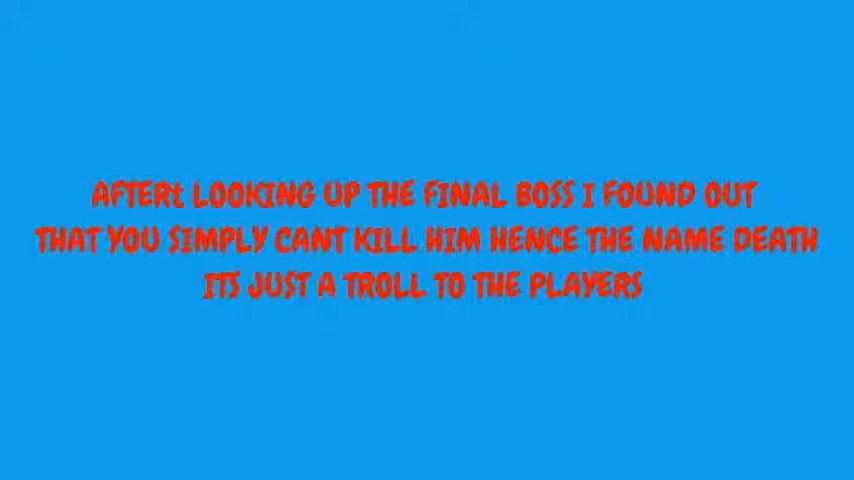 AFTERt LOOKING UP THE FINAL BOSS I FOUND OUT
THAT YOU SIMPLY CANT KILL HIM HENCE THE NAME DEATH
ITS JUST A TROLL TO THE PLAYERS